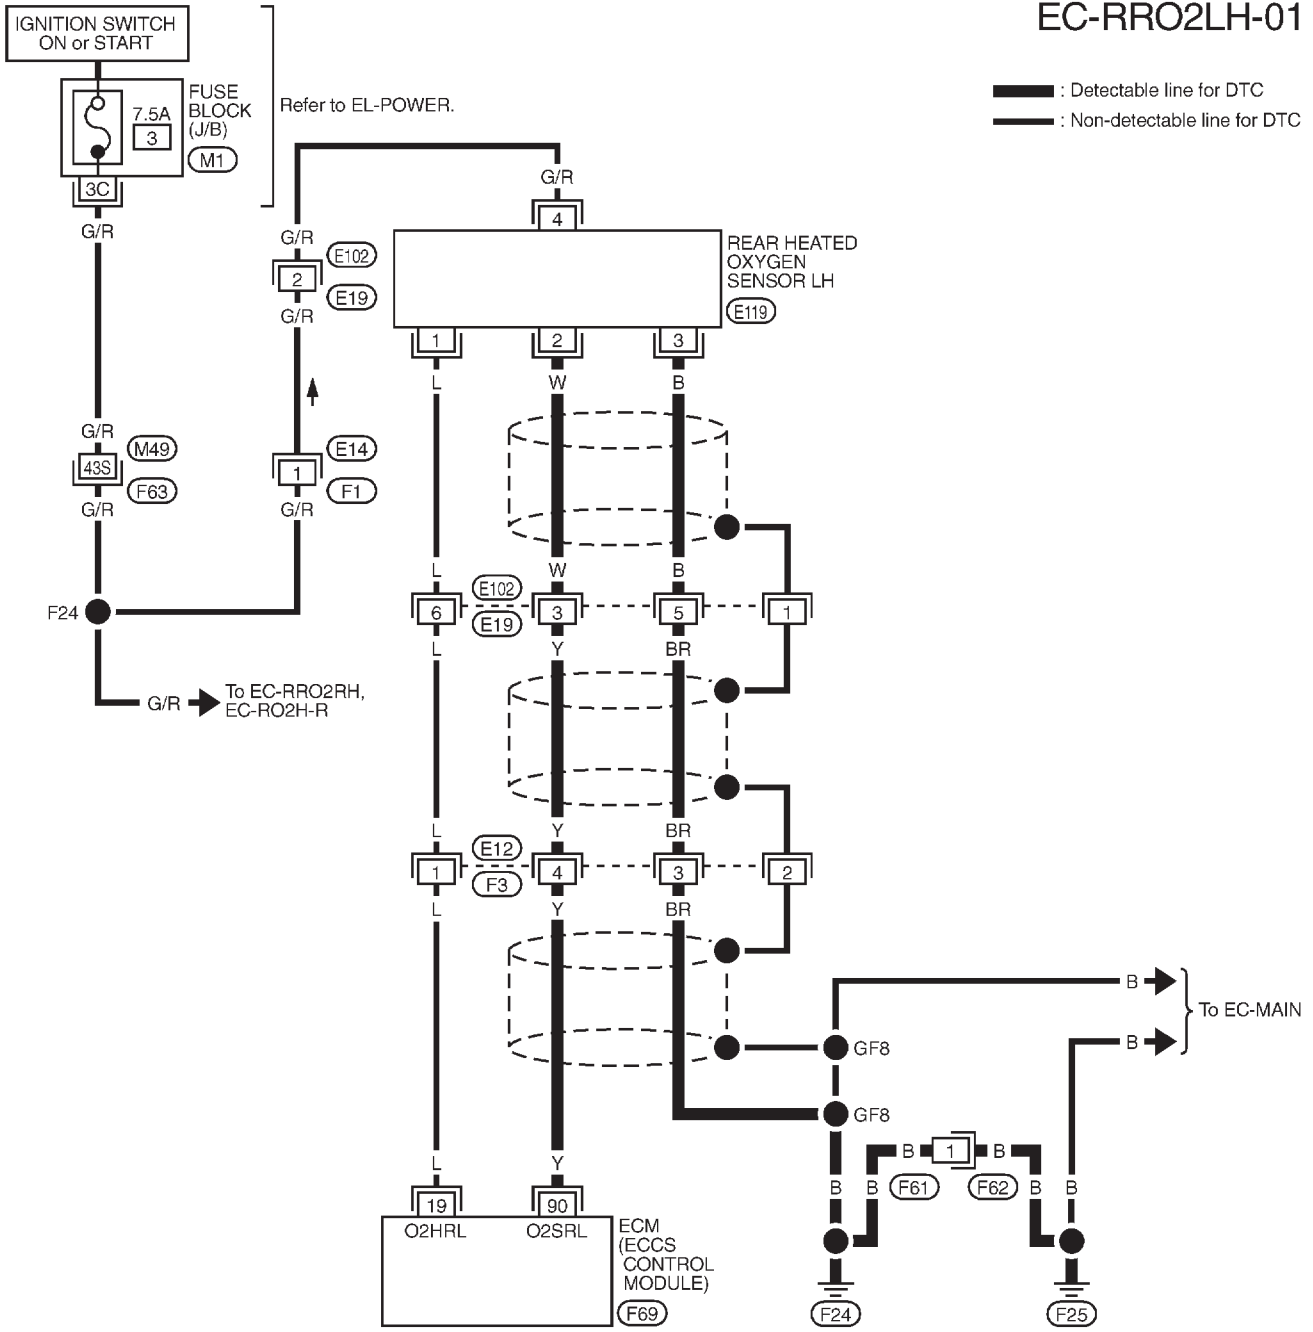 EC-RRO2LH-01
IGNITION SWITCH
ON or START
FUSE
BLOCK
(J/B)
7.5A
3
M1
3C
Refer to EL-POWER.
: Detectable line for DTC
: Non-detectable line for DTC
G/R
G/R
4
G/R
2
E102
E19
G/R
REAR HEATED
OXYGEN
SENSOR LH
E119
1
2
3
L
W
B
G/R
43S
M49
F63
G/R
1
E14
F1
G/R
L
W
B
E102
E19
6
3
5
1
F24
L
Y
BR
G/R
To EC-RRO2RH,
EC-RO2H-R
L
Y
BR
E12
F3
1
4
3
2
L
Y
BR
B
To EC-MAIN
B
GF8
GF8
B
1
B
F61
F62
B
B
B
B
L
Y
19
90
O2HRL
O2SRL
ECM
(ECCS
CONTROL
MODULE)
F69
F24
F25